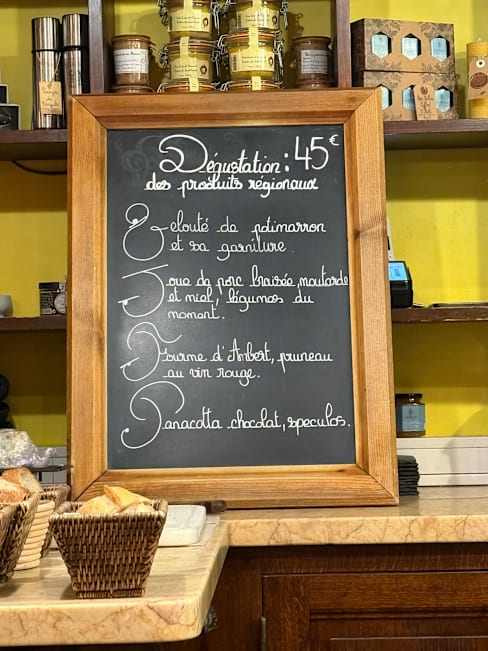 Dégustation : 45€
des produits régionaux
Velouté de potimarron
et sa garniture.
Joue de porc braisée, moutarde
et miel, légumes du
moment.
Fourme d'Ambert, pruneau
au vin rouge.
Panacotta chocolat, speculos.